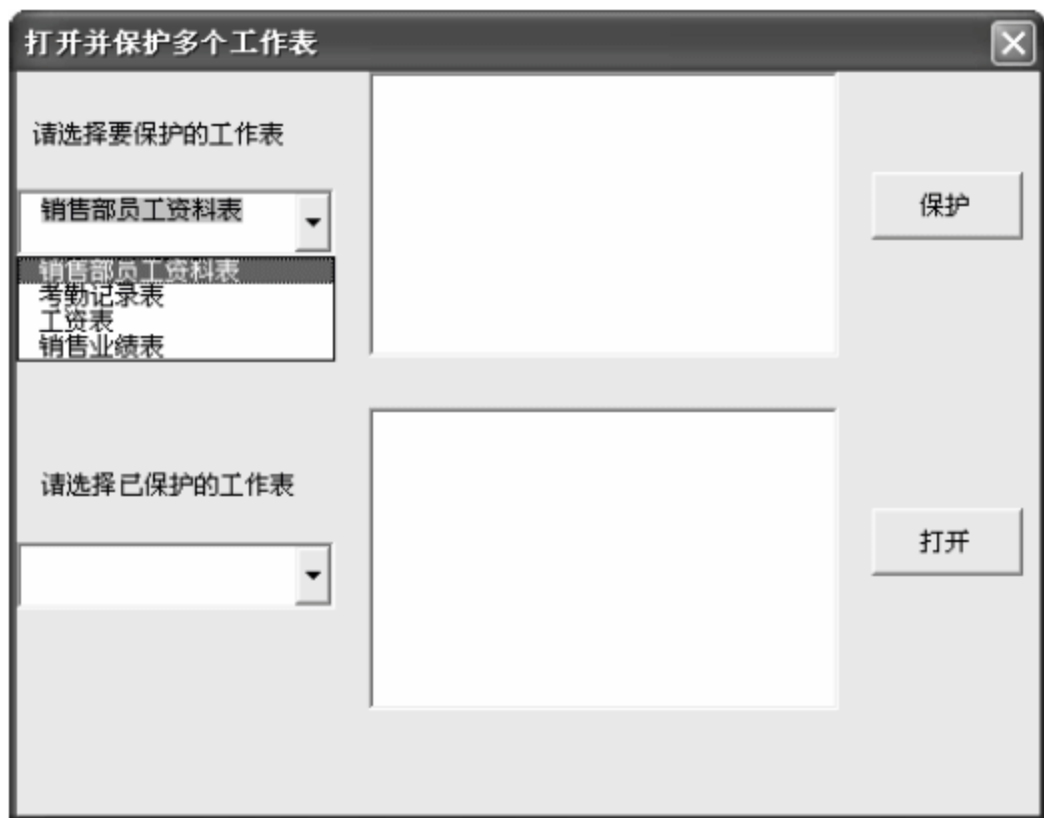 打开并保护多个工作表
请选择要保护的工作表
销售部员工资料表
销售部员工资料表
考勤记录表
工资表
销售业绩表
保护
请选择已保护的工作表
打开